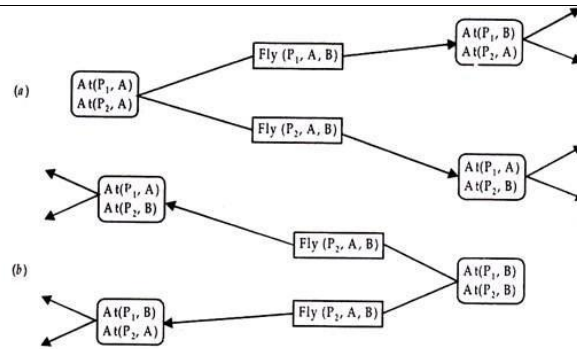 (a)
At(P₁, A)
At(P₂, A)
Fly (P₁, A, B)
At(P₁, B)
At(P₂, A)
Fly (P₂, A, B)
At(P₁, A)
At(P₂, B)
(b)
At(P₁, A)
At(P₂, B)
Fly (P₂, A, B)
At(P₁, B)
At(P₂, B)
Fly (P₂, A, B)
At(P₁, B)
At(P₂, A)